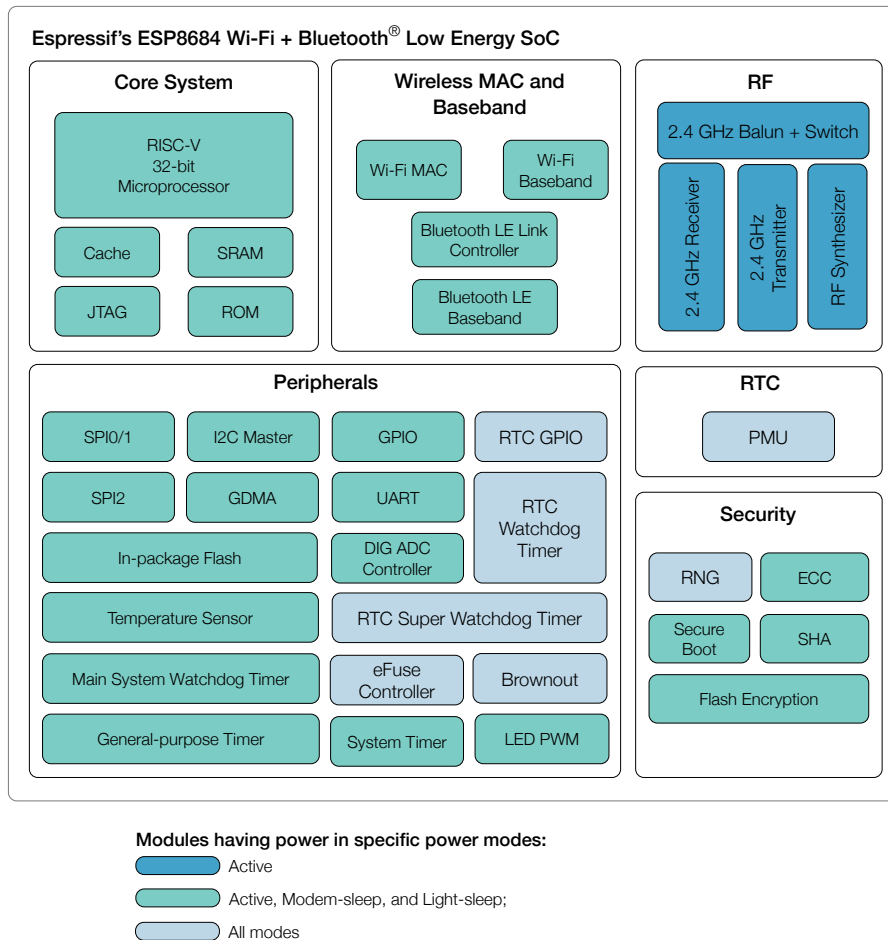 Espressif's ESP8684 Wi-Fi + Bluetooth® Low Energy SoC
Core System
RISC-V
32-bit
Microprocessor
Cache
SRAM
JTAG
ROM
Wireless MAC and
Baseband
Wi-Fi MAC
Wi-Fi
Baseband
Bluetooth LE Link
Controller
Bluetooth LE
Baseband
RF
2.4 GHz Balun + Switch
2.4 GHz Receiver
2.4 GHz
Transmitter
RF Synthesizer
Peripherals
SPI0/1
I2C Master
GPIO
RTC GPIO
SPI2
GDMA
UART
RTC
Watchdog
Timer
In-package Flash
DIG ADC
Controller
Temperature Sensor
RTC Super Watchdog Timer
Main System Watchdog Timer
eFuse
Controller
Brownout
General-purpose Timer
System Timer
LED PWM
RTC
PMU
Security
RNG
ECC
Secure
Boot
SHA
Flash Encryption
Modules having power in specific power modes:
Active
Active, Modem-sleep, and Light-sleep;
All modes